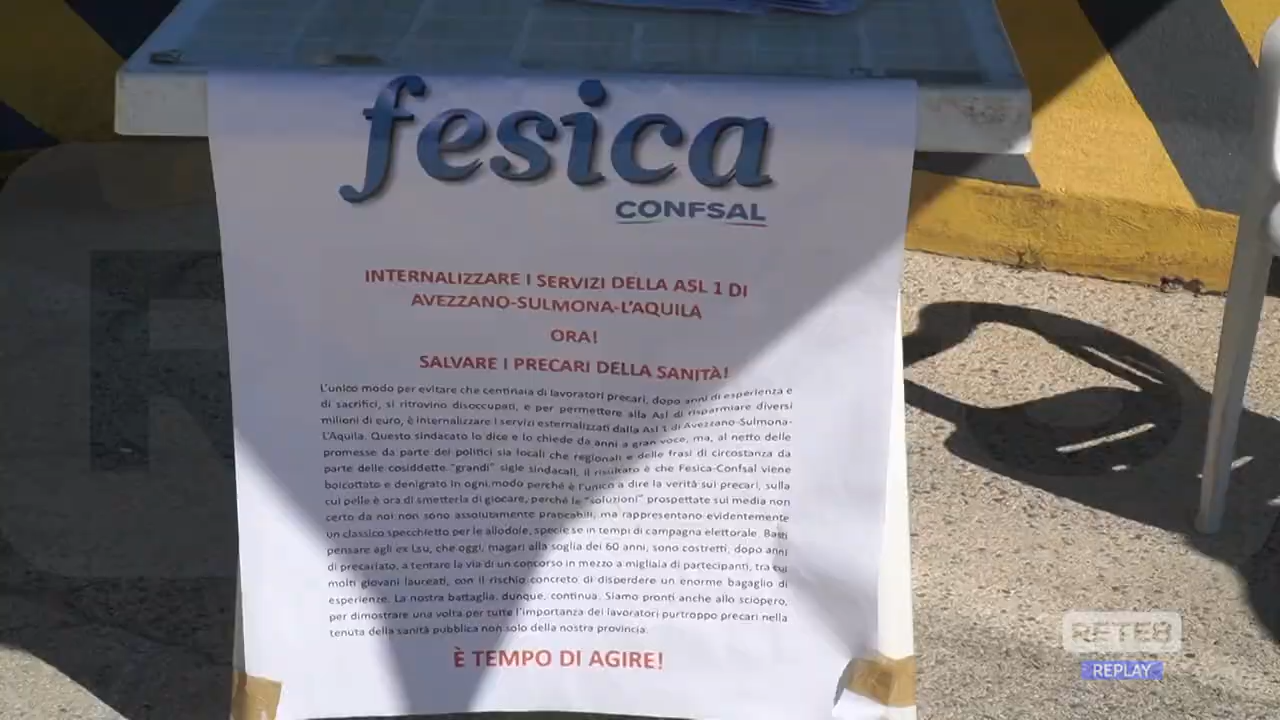 fesica
CONFSAL
INTERNALIZZARE I SERVIZI DELLA ASL 1 DI
AVEZZANO-SULMONA-L'AQUILA
ORA!
SALVARE I PRECARI DELLA SANITÀ!
L'unico modo per evitare che centinaia di lavoratori precari, dopo anni di esperienza e
di sacrifici, si ritrovino disoccupati, e per permettere alla Asl di risparmiare diversi
milioni di euro, è internalizzare i servizi esternalizzati dalla Asl 1 di Avezzano-Sulmona-
L'Aquila. Questo sindacato lo dice e lo chiede da anni a gran voce, ma, al netto delle
promesse da parte dei politici sia locali che regionali e delle frasi di circostanza da
parte delle cosiddette "grandi" sigle sindacali, il risultato è che Fesica-Confsal viene
boicottato e denigrato in ogni modo perché è l'unico a dire la verità sui precari, sulla
cui pelle è ora di smetterla di giocare, perché le "soluzioni" prospettate sui media non
certo da noi non sono assolutamente praticabili, ma rappresentano evidentemente
un classico specchietto per le allodole, specie se in tempi di campagna elettorale. Basti
pensare agli ex Lsu, che oggi, magari alla soglia dei 60 anni, sono costretti, dopo anni
di precariato, a tentare la via di un concorso in mezzo a migliaia di partecipanti, tra cui
molti giovani laureati, con il rischio concreto di disperdere un enorme bagaglio di
esperienze. La nostra battaglia, dunque, continua. Siamo pronti anche allo sciopero,
per dimostrare una volta per tutte l'importanza dei lavoratori purtroppo precari nella
tenuta della sanità pubblica non solo della nostra provincia.
È TEMPO DI AGIRE!
RETE8
REPLAY